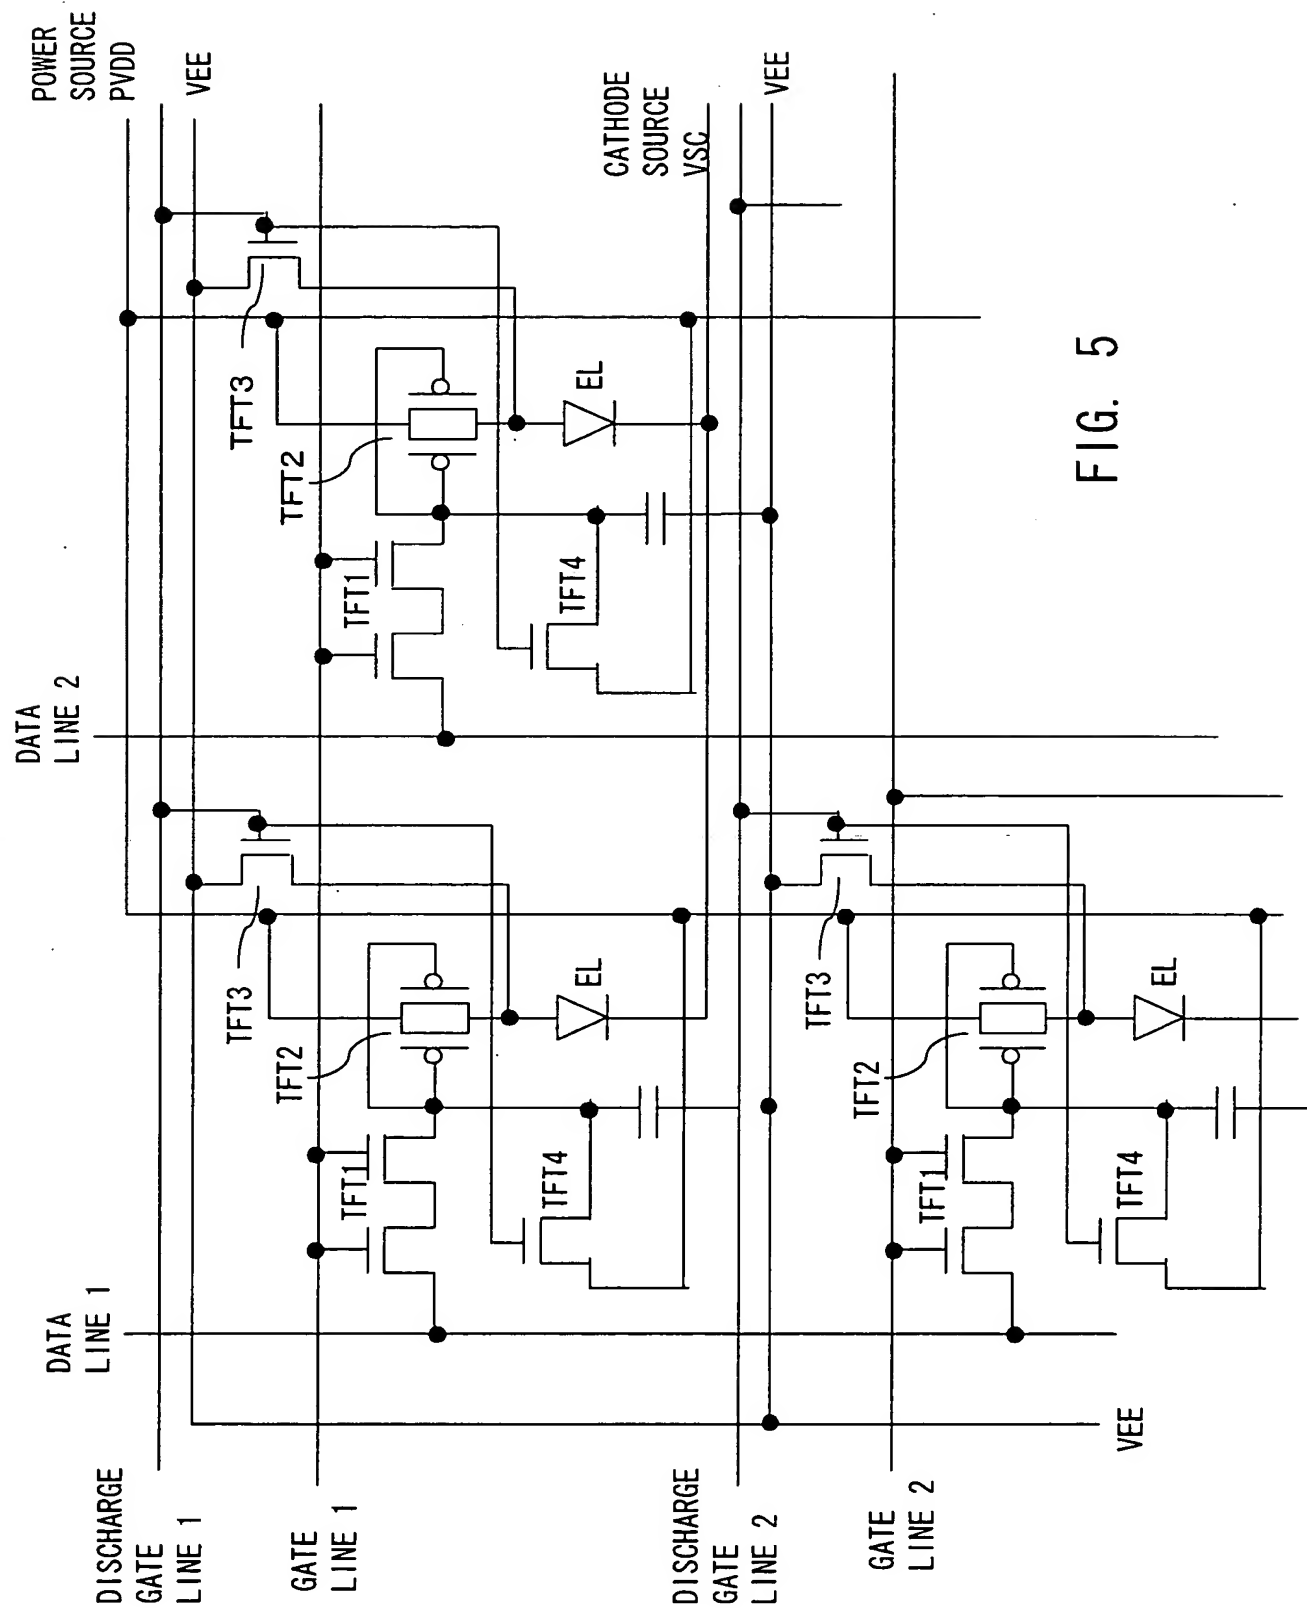 POWER
SOURCE
PVDD
VEE
CATHODE
SOURCE
VSC
VEE
DATA
LINE 2
TFT3
TFT2
TFT1
TFT4
EL
FIG. 5
DATA
LINE 1
TFT3
TFT2
TFT1
TFT4
EL
TFT3
TFT2
TFT1
TFT4
EL
VEE
DISCHARGE
GATE
LINE 1
GATE
LINE 1
DISCHARGE
GATE
LINE 2
GATE
LINE 2